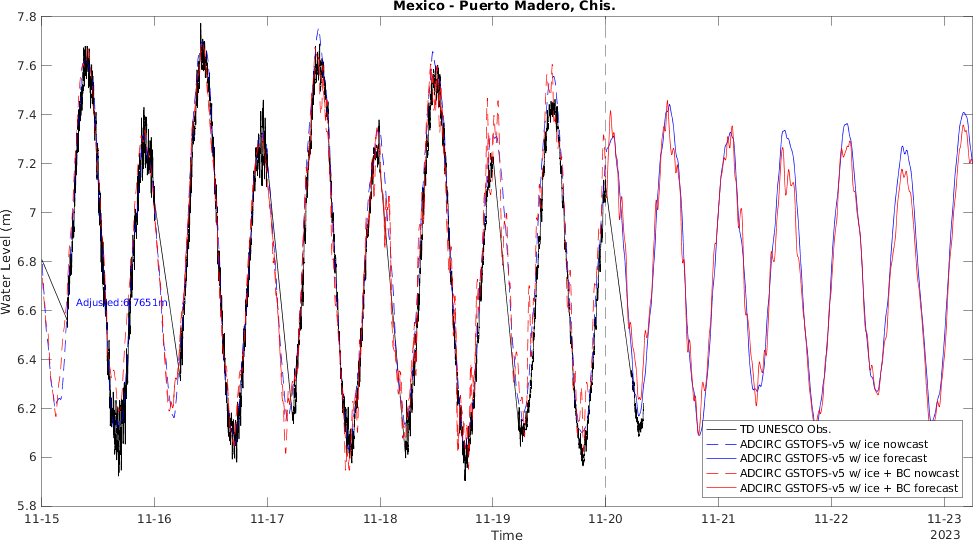 Mexico - Puerto Madero, Chis.
7.8
7.6
7.4
7.2
7
6.8
6.6
6.4
6.2
6
5.8
Water Level (m)
Adjusted:6.7651m
TD UNESCO Obs.
ADCIRC GSTOFS-v5 w/ ice nowcast
ADCIRC GSTOFS-v5 w/ ice forecast
ADCIRC GSTOFS-v5 w/ ice + BC nowcast
ADCIRC GSTOFS-v5 w/ ice + BC forecast
11-15 11-16 11-17 11-18 11-19 11-20 11-21 11-22 11-23
Time 2023